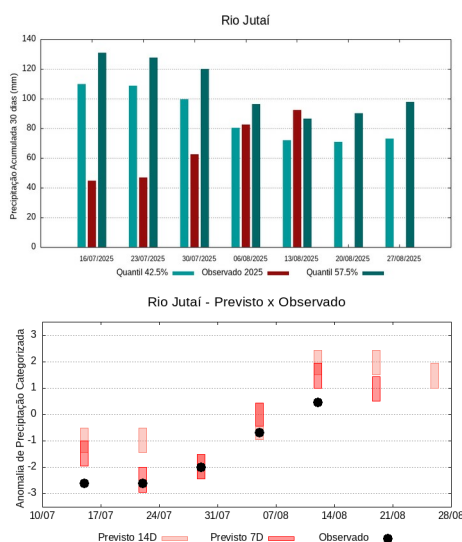 Rio Jutaí
Precipitação Acumulada 30 dias (mm)
140
120
100
80
60
40
20
0
16/07/2025 23/07/2025 30/07/2025 06/08/2025 13/08/2025 20/08/2025 27/08/2025
Quantil 42.5% Observado 2025 Quantil 57.5%
Rio Jutaí - Previsto x Observado
Anomalia de Preciptação Categorizada
3
2
1
0
-1
-2
-3
10/07 17/07 24/07 31/07 07/08 14/08 21/08 28/08
Previsto 14D Previsto 7D Observado